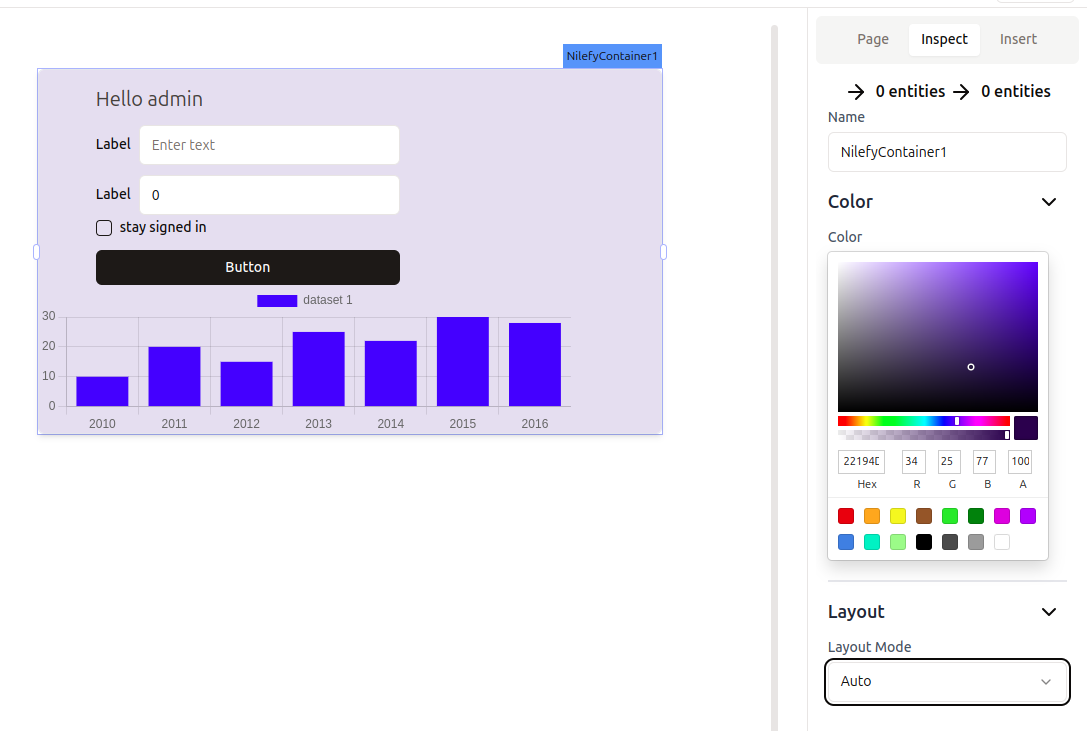 Page Inspect Insert
NilefyContainer1
0 entities 0 entities
Hello admin
Label Enter text
Label 0
stay signed in
Button
dataset 1
30
20
10
0
2010 2011 2012 2013 2014 2015 2016
Name
NilefyContainer1
Color
Color
34 25 77 100
Hex R G B A
Layout
Layout Mode
Auto